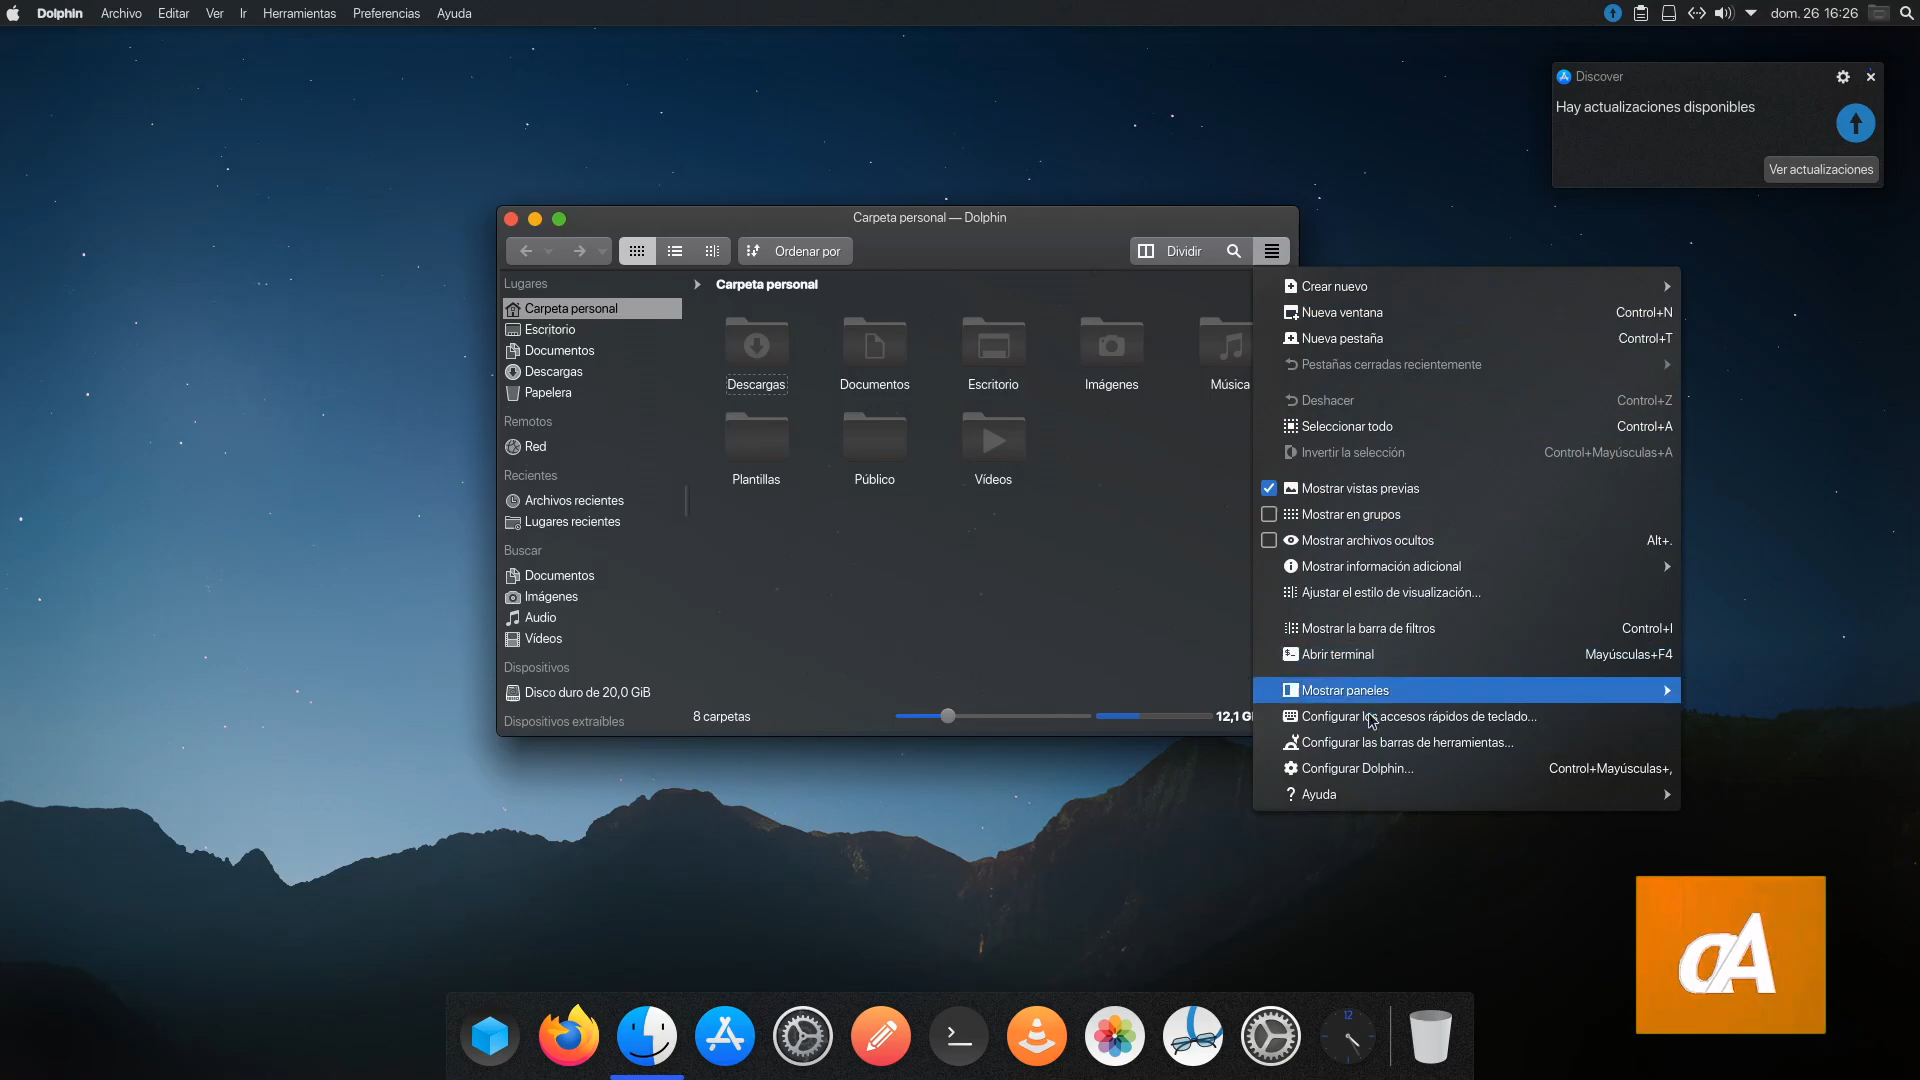 Dolphin Archivo Editar Ver Ir Herramientas Preferencias Ayuda
dom. 26 16:26
Discover
Hay actualizaciones disponibles
Ver actualizaciones
Carpeta personal — Dolphin
Ordenar por
Dividir
Lugares
Carpeta personal
Escritorio
Documentos
Descargas
Papelera
Remotos
Red
Recientes
Archivos recientes
Lugares recientes
Buscar
Documentos
Imágenes
Audio
Vídeos
Dispositivos
Disco duro de 20,0 GiB
Dispositivos extraíbles
Carpeta personal
Descargas Documentos Escritorio Imágenes Música
Plantillas Público Vídeos
8 carpetas
12,1 G
Crear nuevo
Nueva ventana Control+N
Nueva pestaña Control+T
Pestañas cerradas recientemente
Deshacer Control+Z
Seleccionar todo Control+A
Invertir la selección Control+Mayúsculas+A
Mostrar vistas previas
Mostrar en grupos
Mostrar archivos ocultos Alt+.
Mostrar información adicional
Ajustar el estilo de visualización...
Mostrar la barra de filtros Control+I
Abrir terminal Mayúsculas+F4
Mostrar paneles
Configurar los accesos rápidos de teclado...
Configurar las barras de herramientas...
Configurar Dolphin... Control+Mayúsculas+,
Ayuda
12